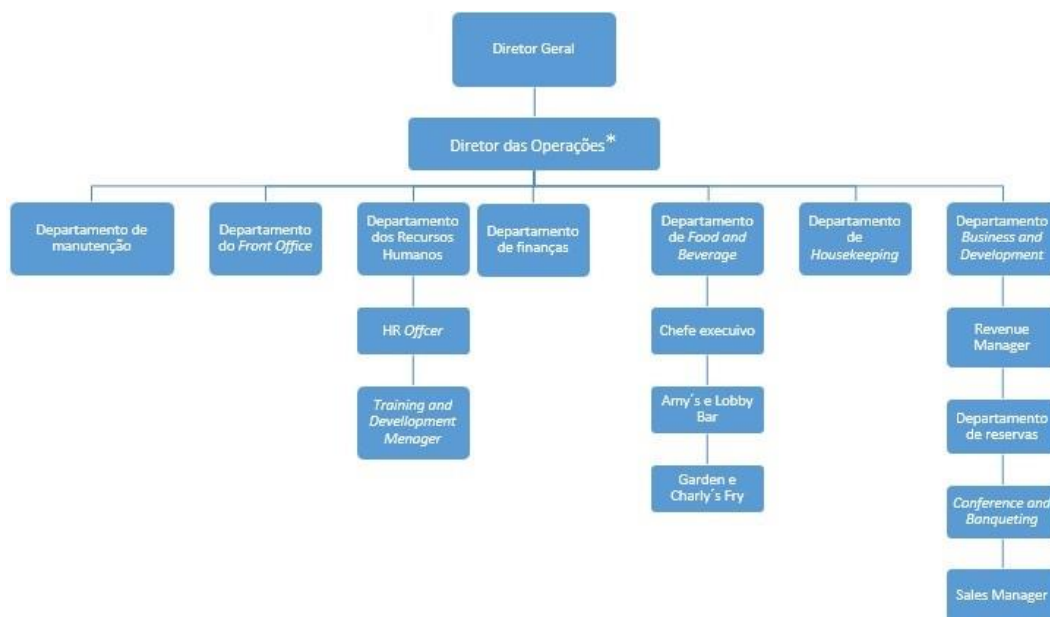 Diretor Geral
Diretor das Operações*
Departamento de
manutenção
Departamento
do Front Office
Departamento
dos Recursos
Humanos
Departamento
de finanças
Departamento
de Food and
Beverage
Departamento
de
Housekeeping
Departamento
Business and
Development
HR Offcer
Chefe execuivo
Revenue
Manager
Training and
Devellopment
Menager
Amy´s e Lobby
Bar
Departamento
de reservas
Garden e
Charly´s Fry
Conference and
Banqueting
Sales Manager